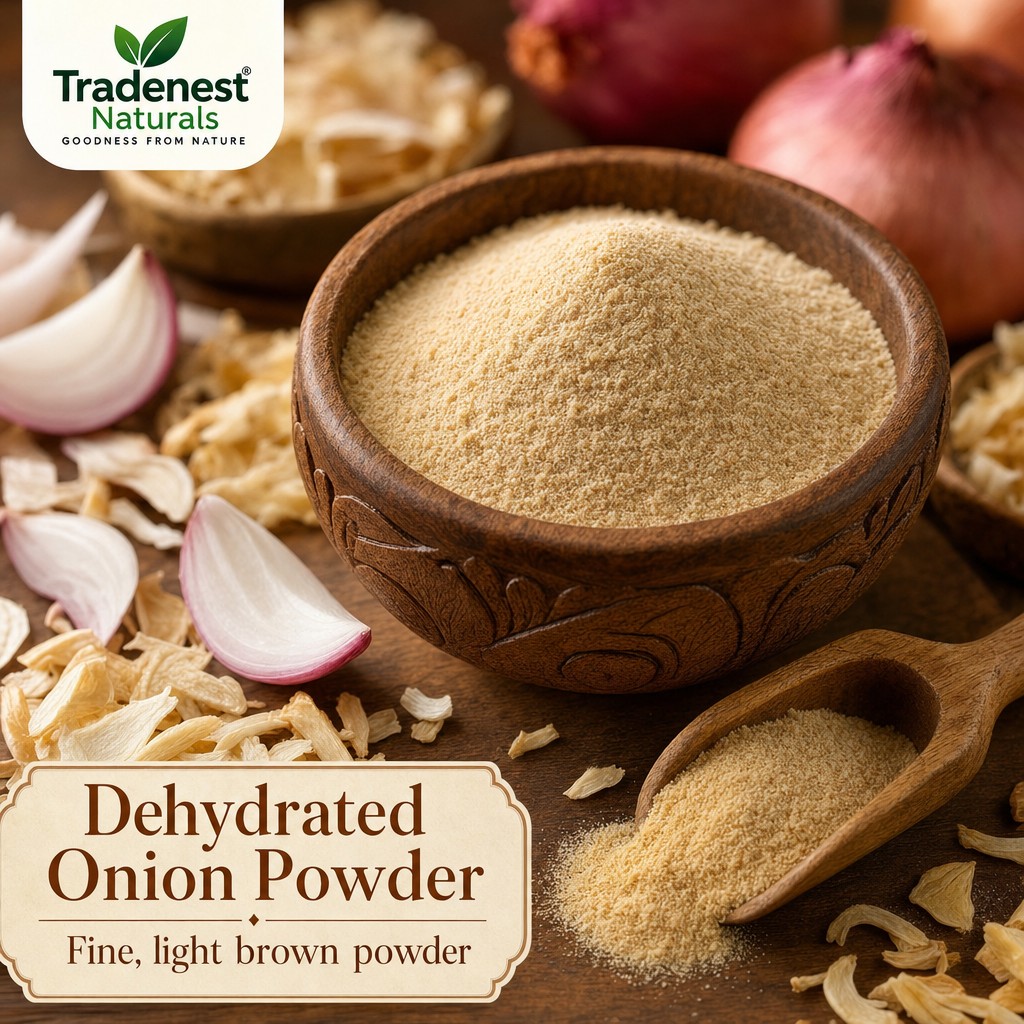 Tradenest®
Naturals
GOODNESS FROM NATURE
Dehydrated
Onion Powder
Fine, light brown powder